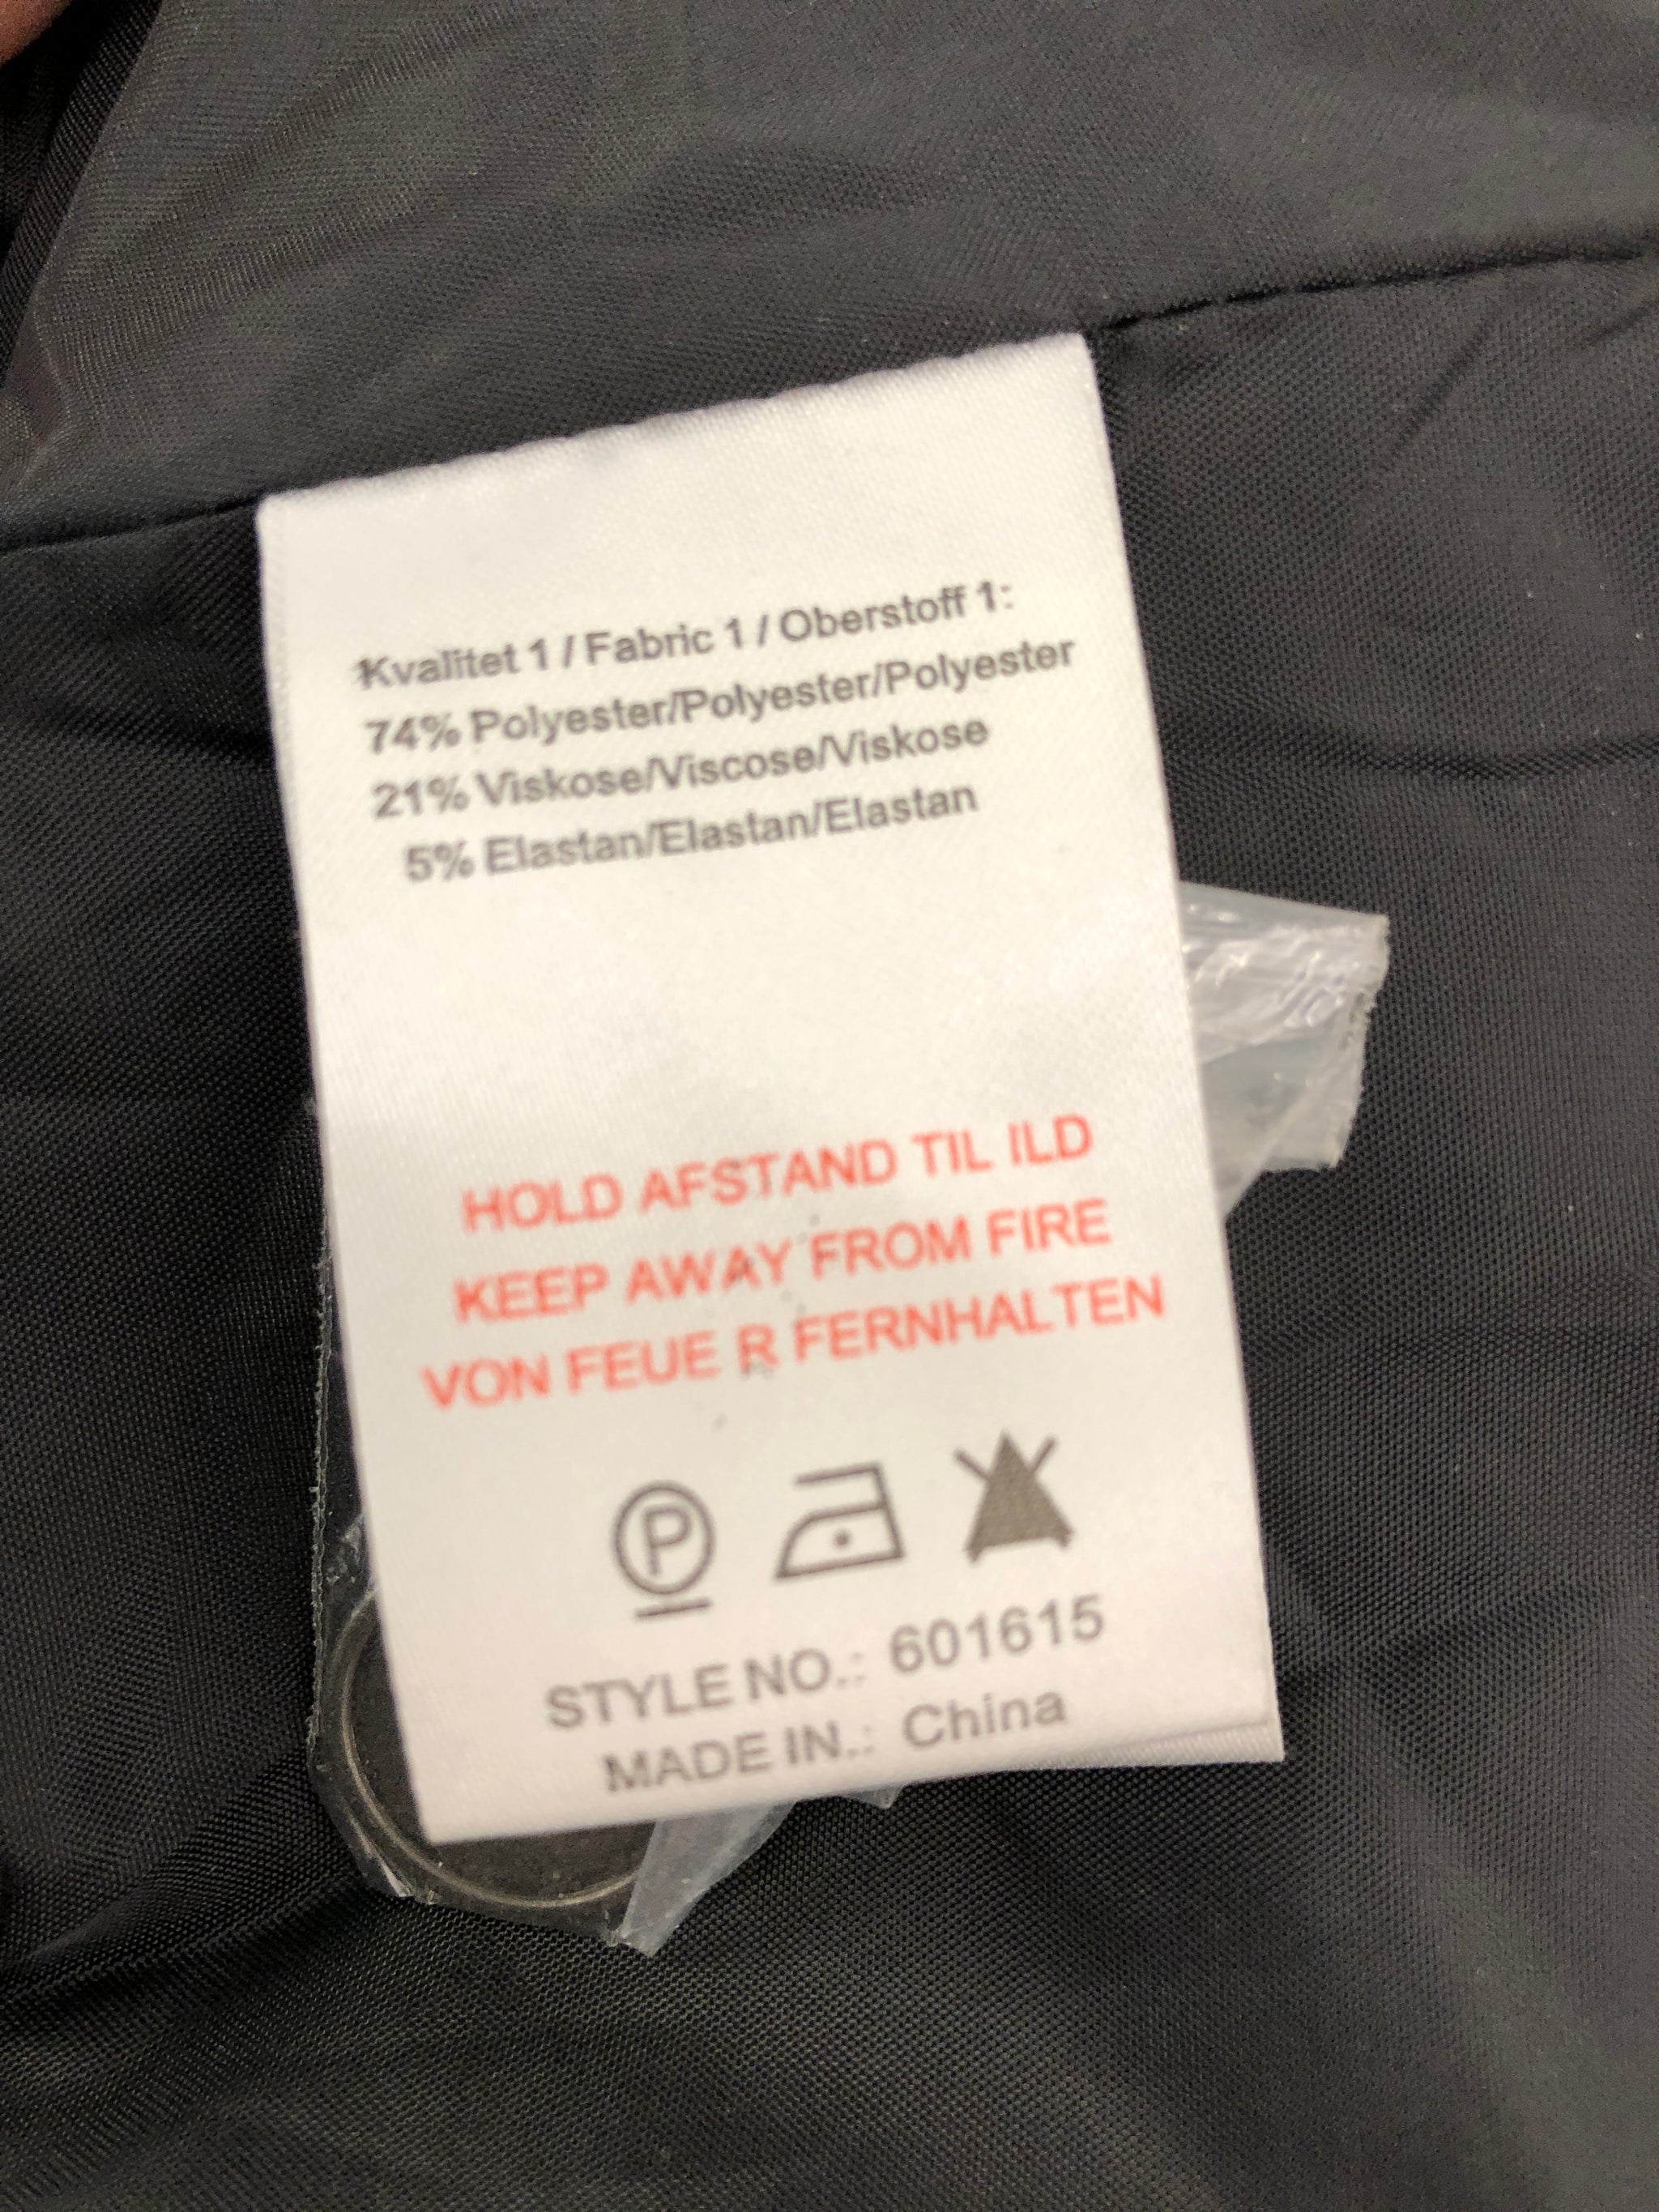 Kvalitet 1 / Fabric 1 / Oberstoff 1:
74% Polyester/Polyester/Polyester
21% Viskose/Viscose/Viskose
5% Elastan/Elastan/Elastan
HOLD AFSTAND TIL ILD
KEEP AWAY FROM FIRE
VON FEUE R FERNHALTEN
P
STYLE NO.: 601615
MADE IN.: China